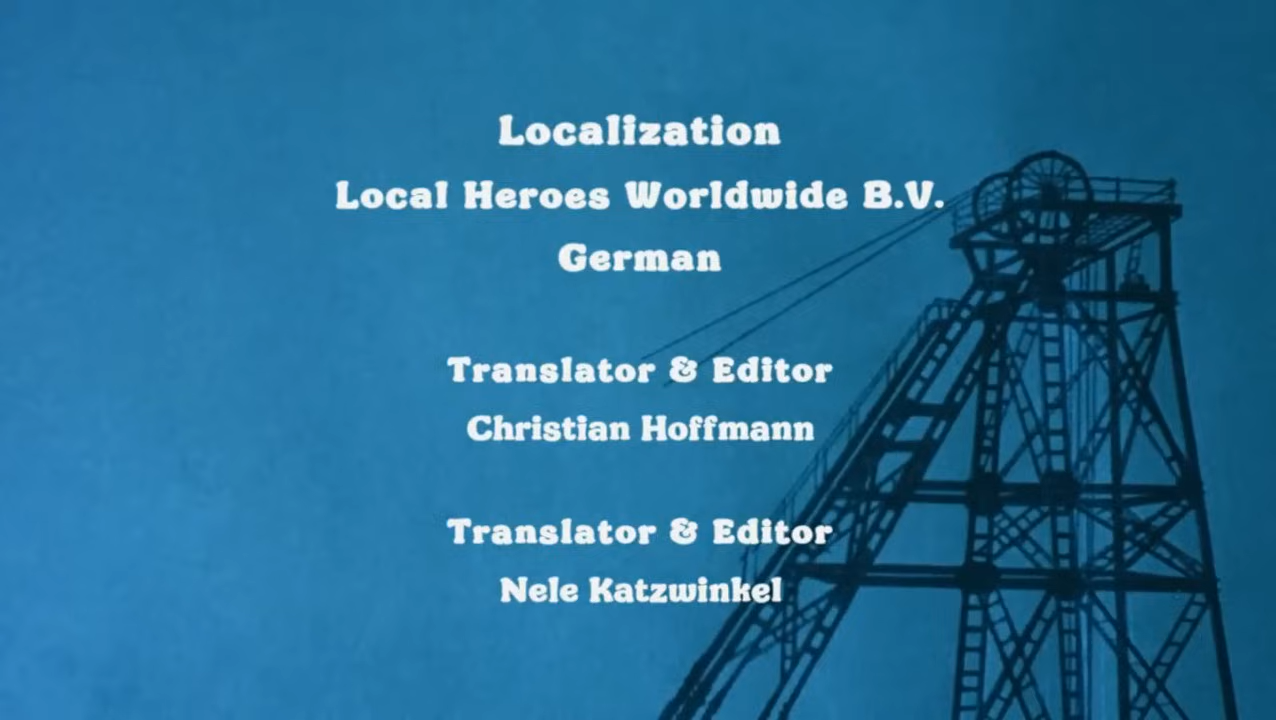 Localization
Local Heroes Worldwide B.V.
German
Translator & Editor
Christian Hoffmann
Translator & Editor
Nele Katzwinkel